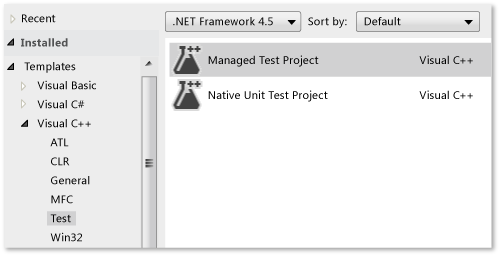 Recent
.NET Framework 4.5 Sort by: Default
Installed
Templates
Visual Basic
Visual C#
Visual C++
ATL
CLR
General
MFC
Test
Win32
++ Managed Test Project Visual C++
++ Native Unit Test Project Visual C++